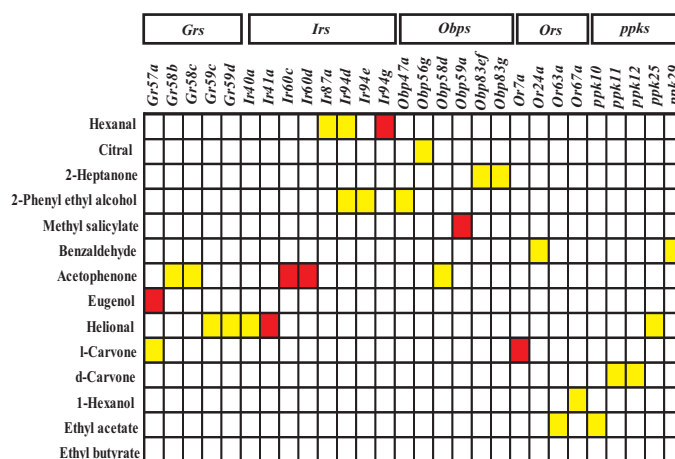 Grs Irs Obps Ors ppks
Gr57a Gr58b Gr58c Gr59c Gr59d Ir40a Ir41a Ir60c Ir60d Ir87a Ir94d Ir94e Ir94g Obp47a Obp56g Obp58d Obp59a Obp83ef Obp83g Or7a Or24a Or63a Or67a ppk10 ppk11 ppk12 ppk25 ppk29
Hexanal
Citral
2-Heptanone
2-Phenyl ethyl alcohol
Methyl salicylate
Benzaldehyde
Acetophenone
Eugenol
Helional
l-Carvone
d-Carvone
1-Hexanol
Ethyl acetate
Ethyl butyrate